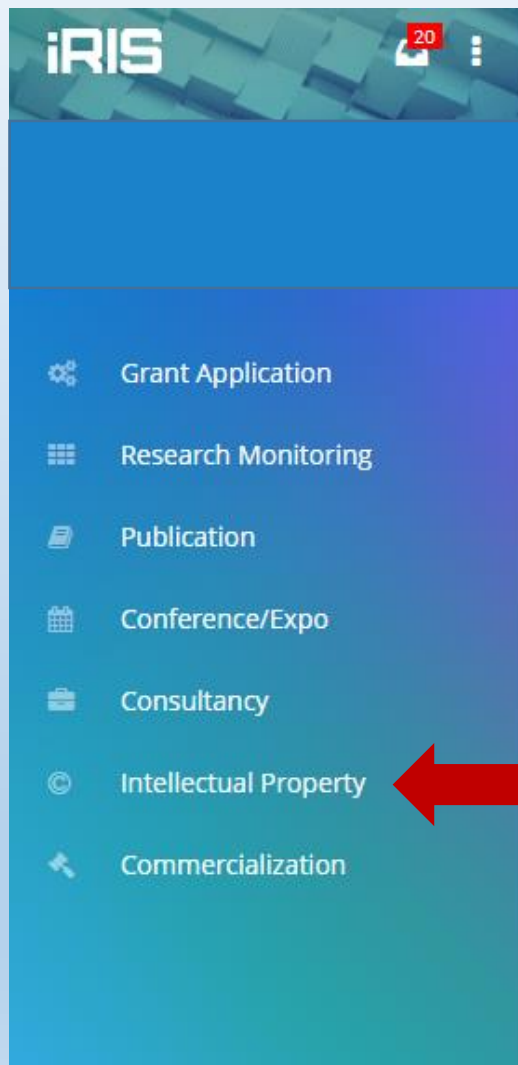 iRIS
20
Grant Application
Research Monitoring
Publication
Conference/Expo
Consultancy
Intellectual Property
Commercialization